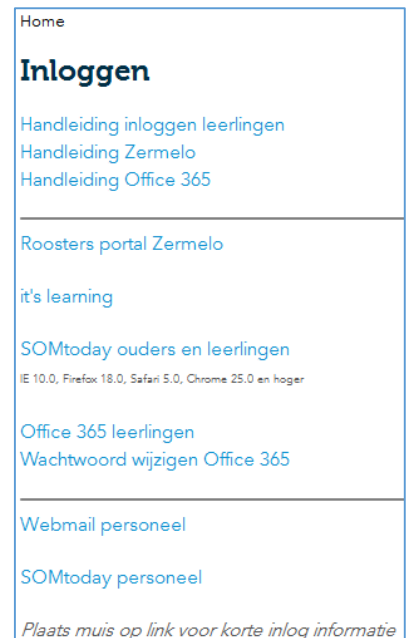 Home
Inloggen
Handleiding inloggen leerlingen
Handleiding Zermelo
Handleiding Office 365
Roosters portal Zermelo
it's learning
SOMtoday ouders en leerlingen
IE 10.0, Firefox 18.0, Safari 5.0, Chrome 25.0 en hoger
Office 365 leerlingen
Wachtwoord wijzigen Office 365
Webmail personeel
SOMtoday personeel
Plaats muis op link voor korte inlog informatie